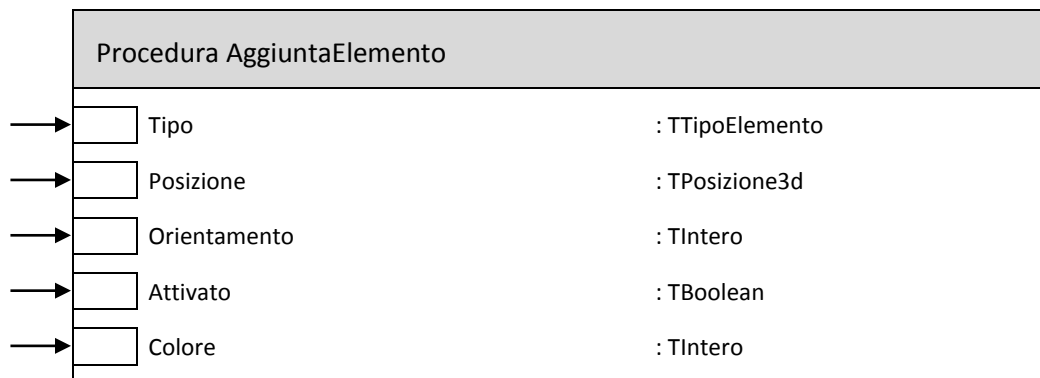 Procedura AggiuntaElemento
Tipo : TTipoElemento
Posizione : TPosizione3d
Orientamento : TIntero
Attivato : TBoolean
Colore : TIntero